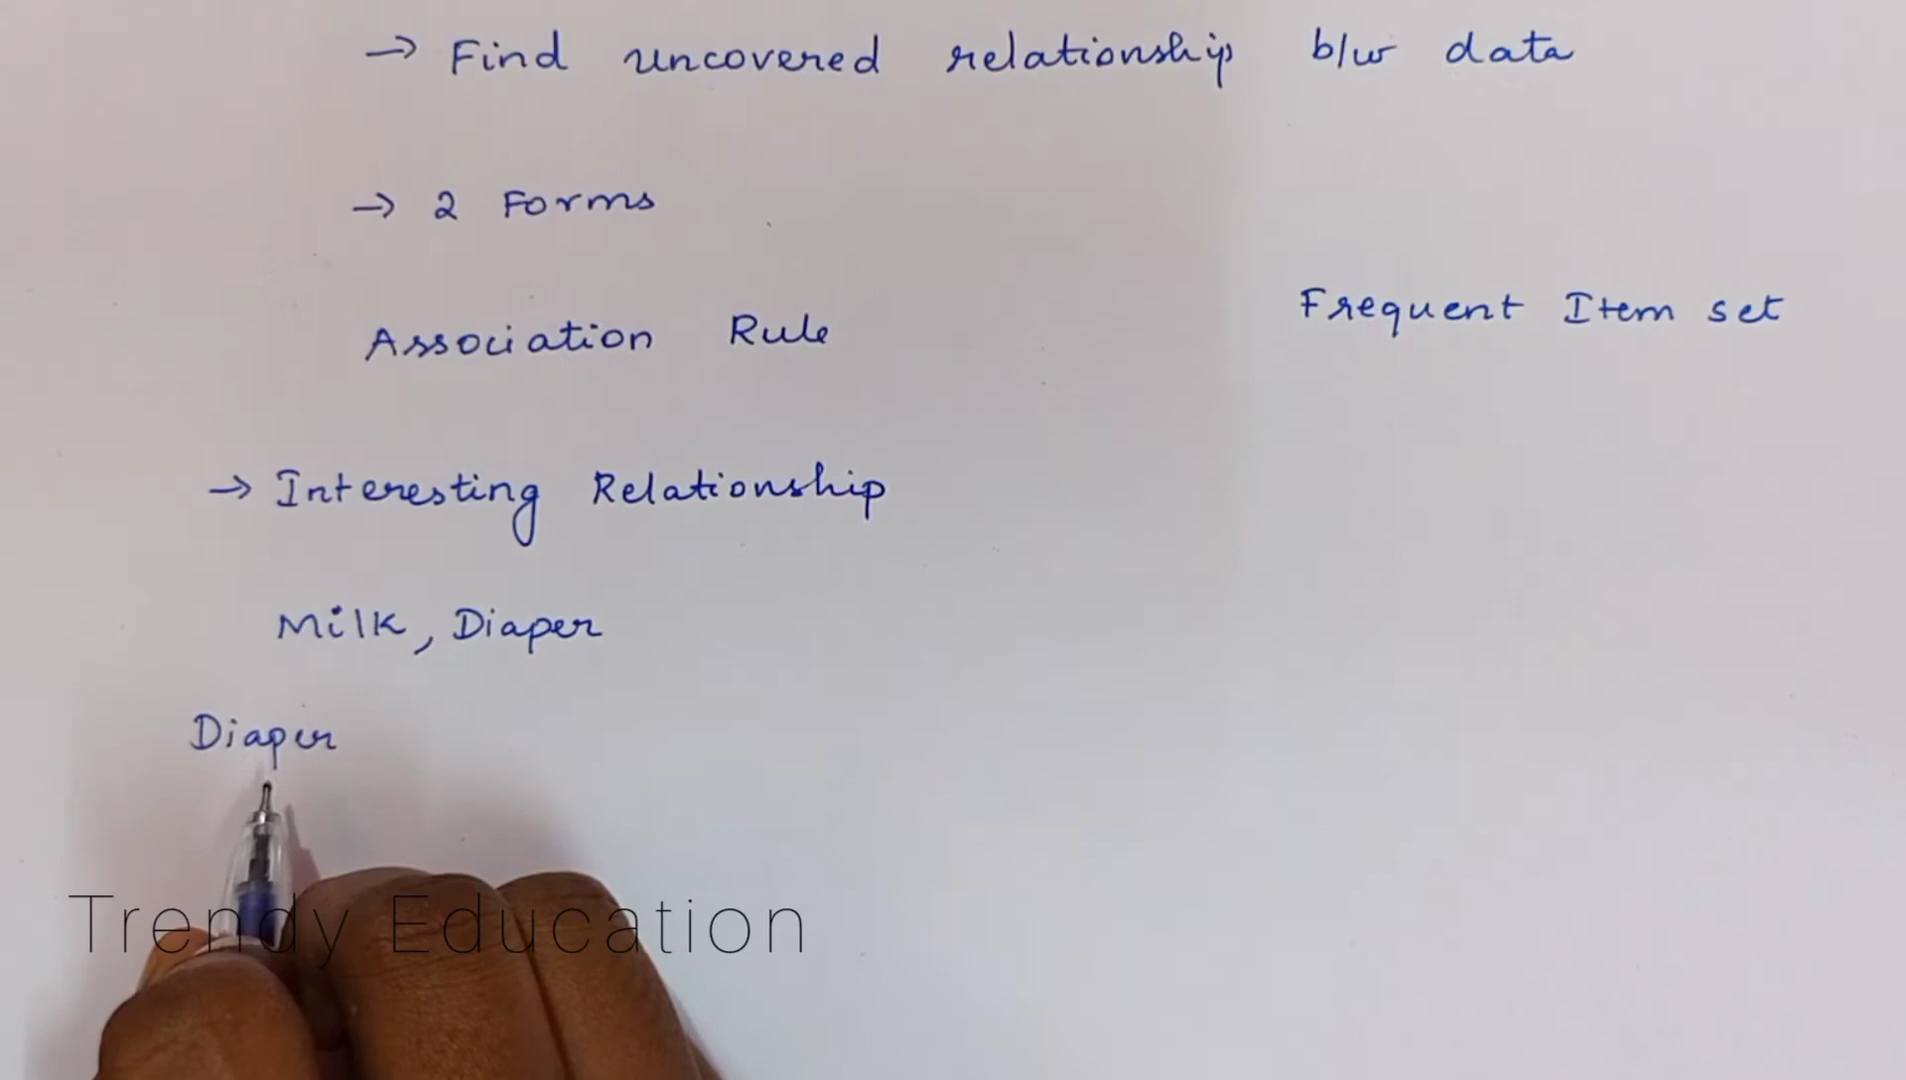 → Find uncovered relationship b/w data
→ 2 Forms
Association Rule
Frequent Item set
→ Interesting Relationship
Milk, Diaper
Diaper
Trendy Education